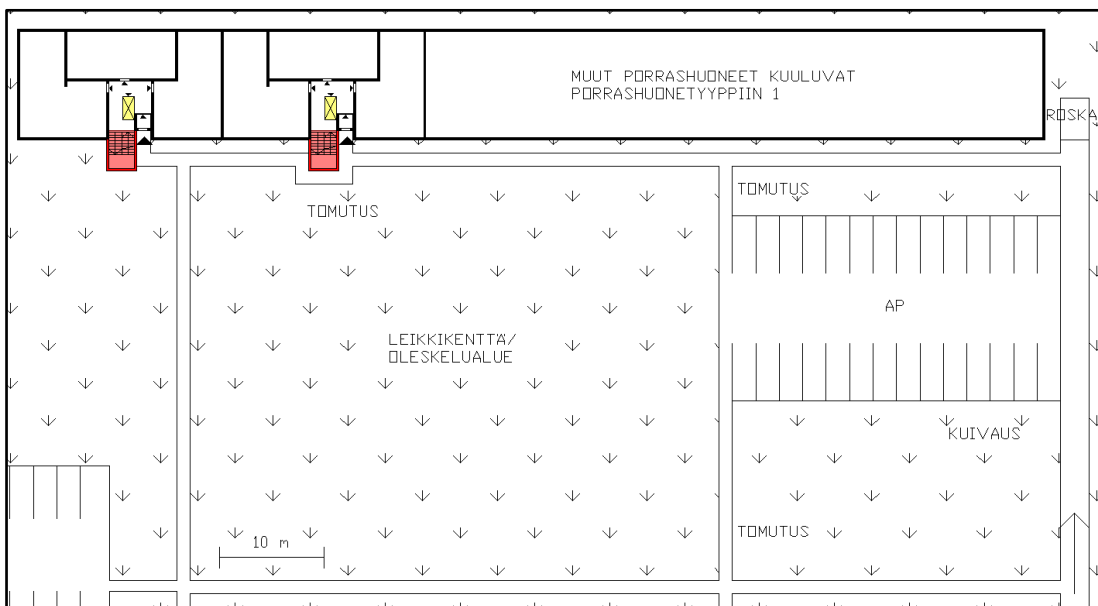 MUUT PORRASHUONEET KUULUVAT
PORRASHUONETYYPPIIN 1
ROSKA
TOMUTUS
TOMUTUS
AP
LEIKKIKENTTÄ/
OLESKELUALUE
KUIVAUS
TOMUTUS
10 m